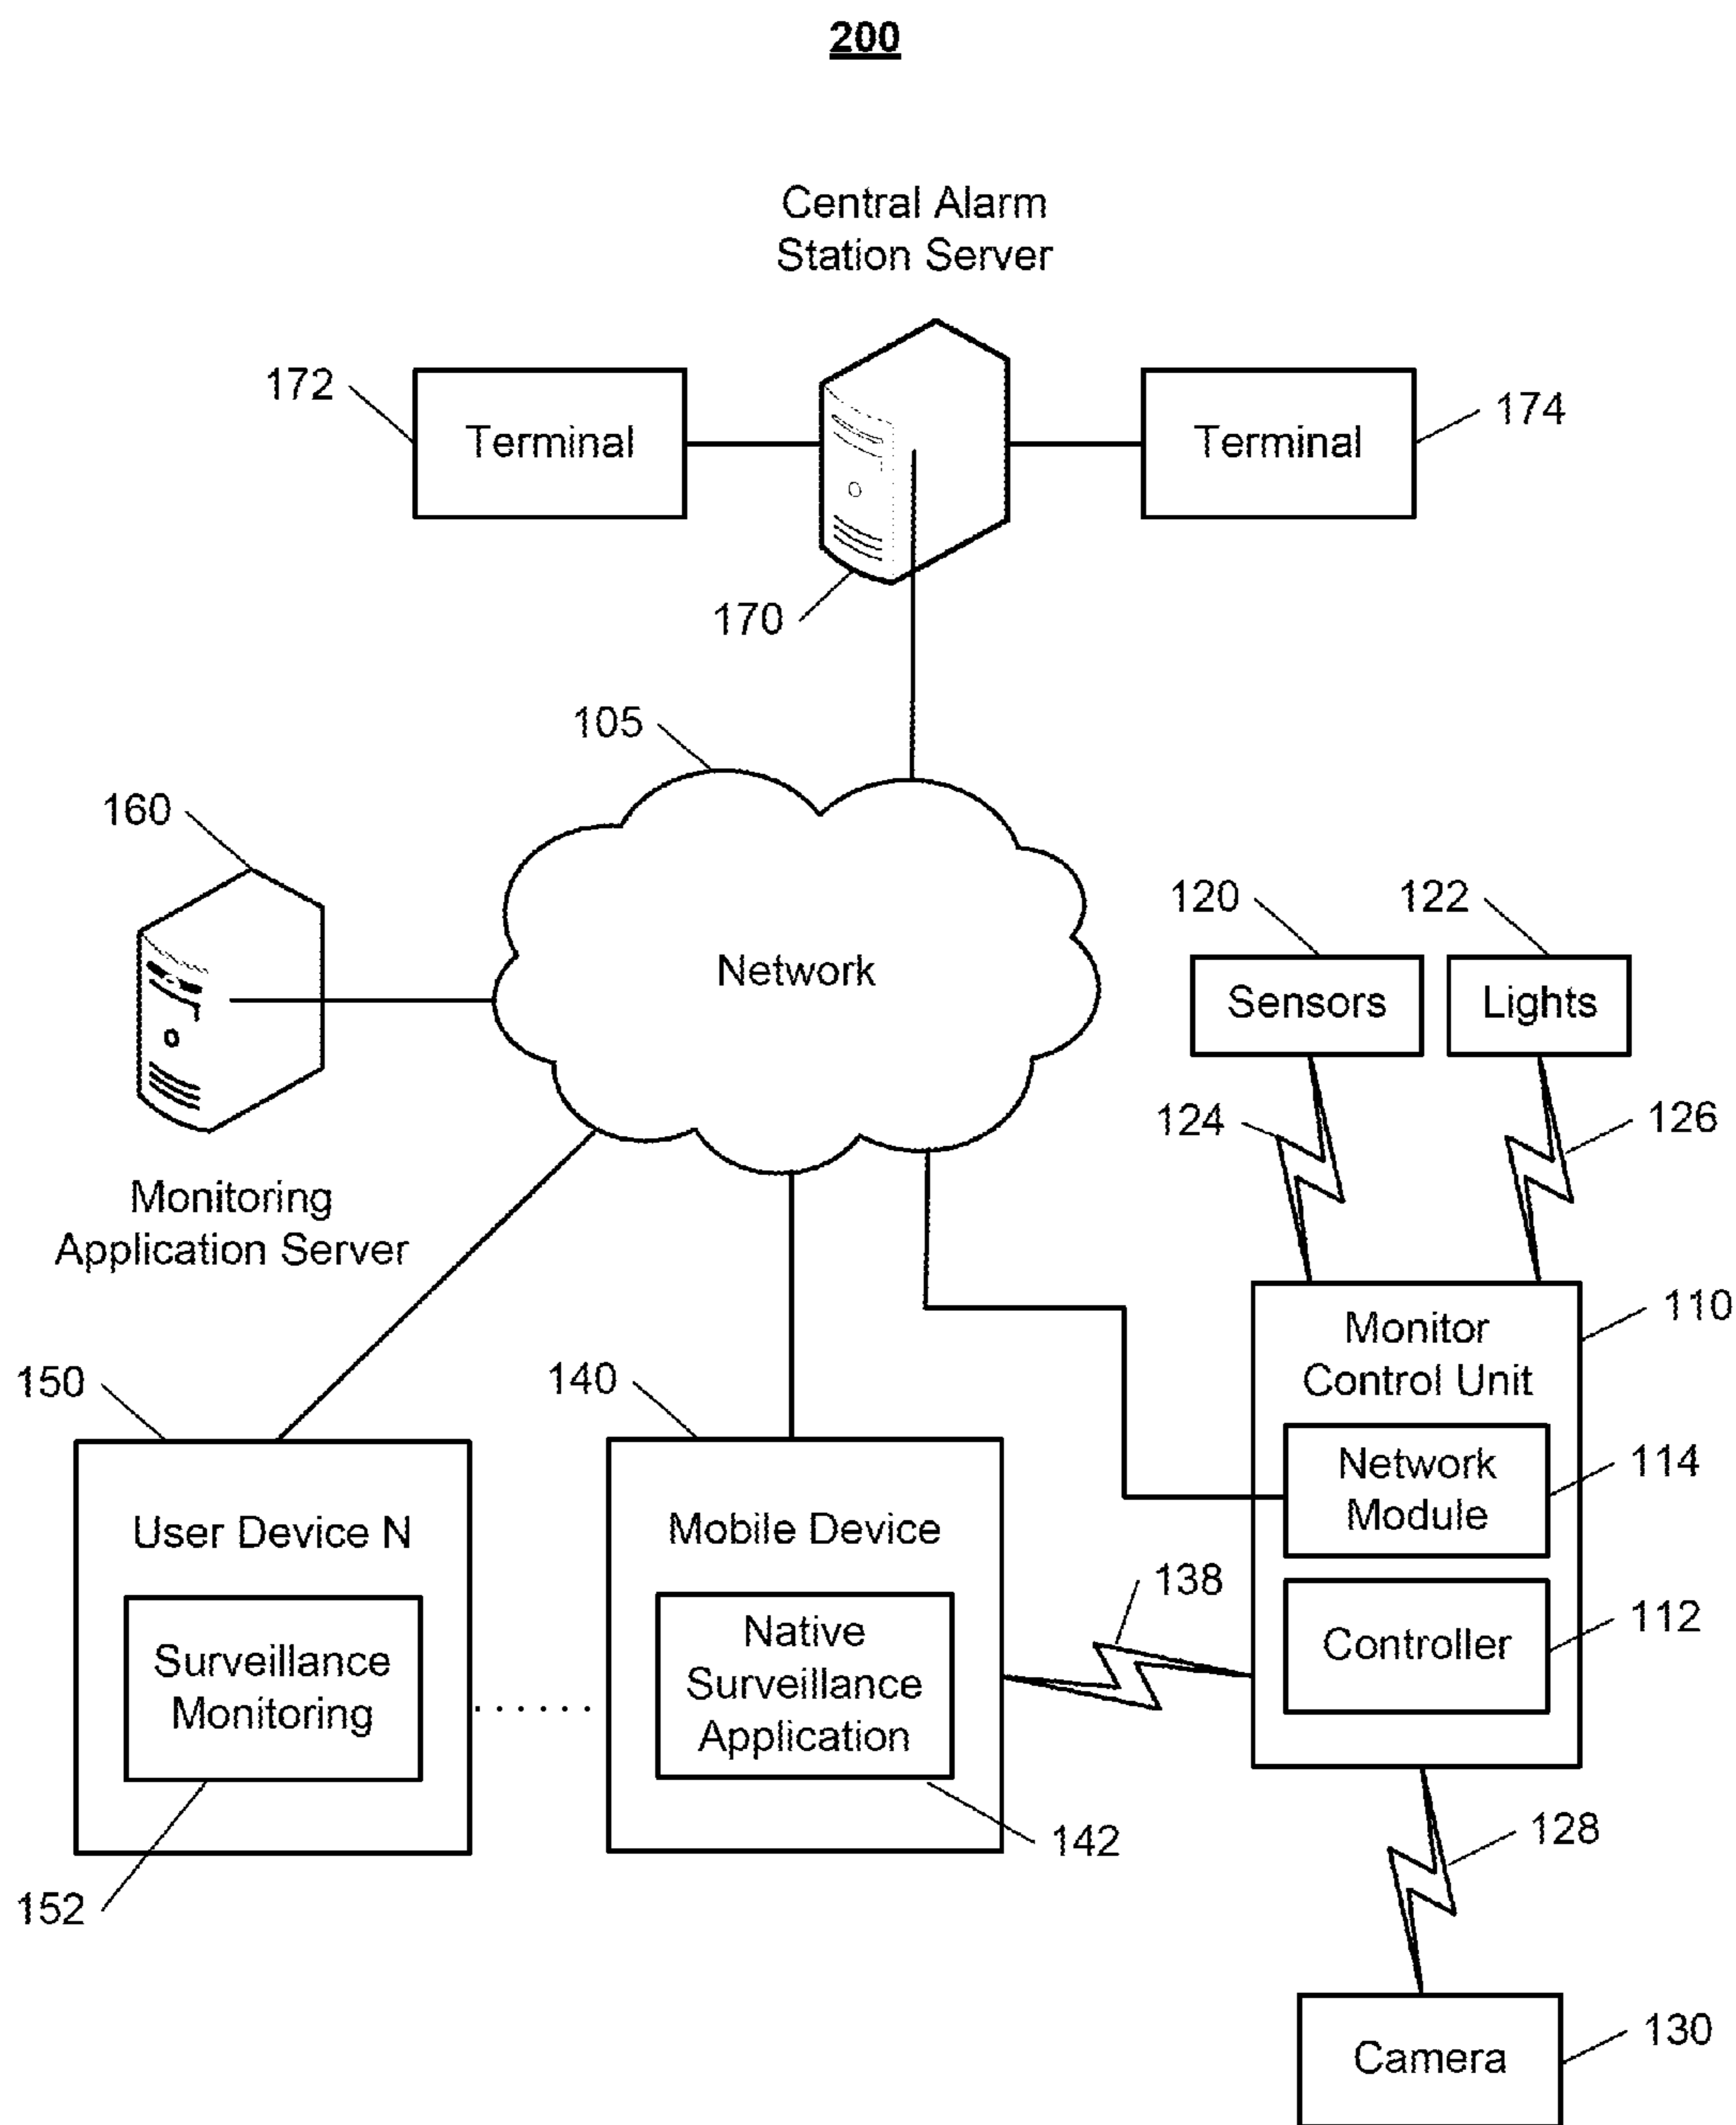 200
Central Alarm
Station Server
172
Terminal
Terminal
174
170
105
160
Network
120
122
Sensors
Lights
124
126
Monitoring
Application Server
110
Monitor
Control Unit
150
140
Network
Module
114
User Device N
Mobile Device
138
112
Controller
Surveillance
Monitoring
......
Native
Surveillance
Application
142
128
152
130
Camera